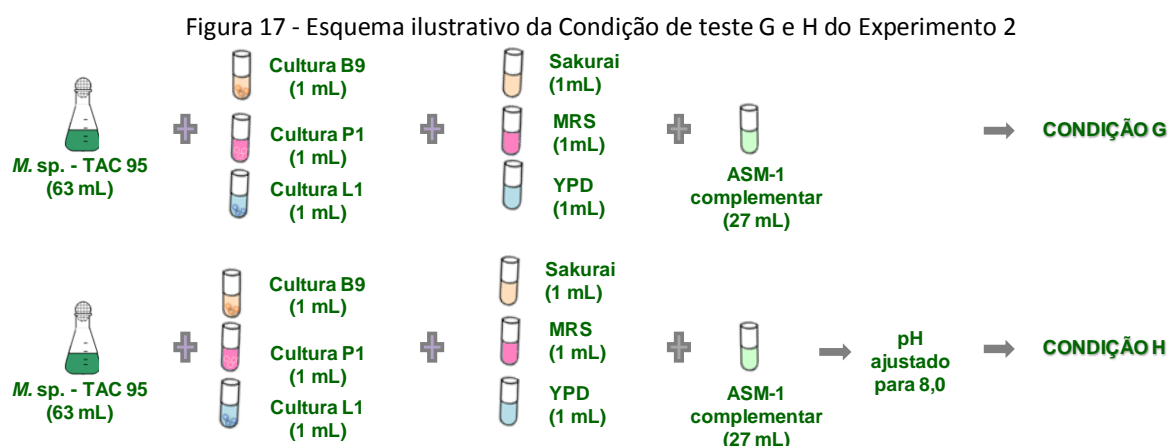 Figura 17 - Esquema ilustrativo da Condição de teste G e H do Experimento 2
M. sp. - TAC 95
(63 mL)
Cultura B9
(1 mL)
Cultura P1
(1 mL)
Cultura L1
(1 mL)
Sakurai
(1mL)
MRS
(1mL)
YPD
(1mL)
ASM-1
complementar
(27 mL)
CONDIÇÃO G
M. sp. - TAC 95
(63 mL)
Cultura B9
(1 mL)
Cultura P1
(1 mL)
Cultura L1
(1 mL)
Sakurai
(1 mL)
MRS
(1 mL)
YPD
(1 mL)
ASM-1
complementar
(27 mL)
pH
ajustado
para 8,0
CONDIÇÃO H